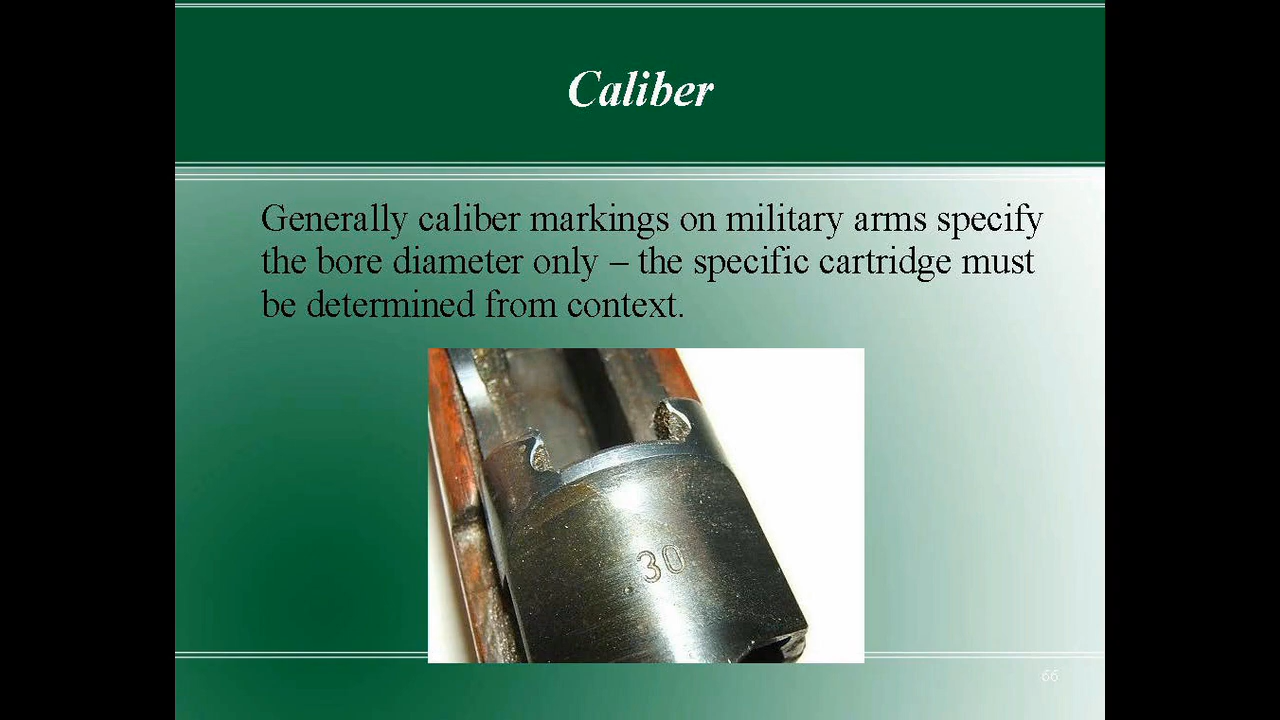 Caliber
Generally caliber markings on military arms specify
the bore diameter only – the specific cartridge must
be determined from context.
30
66